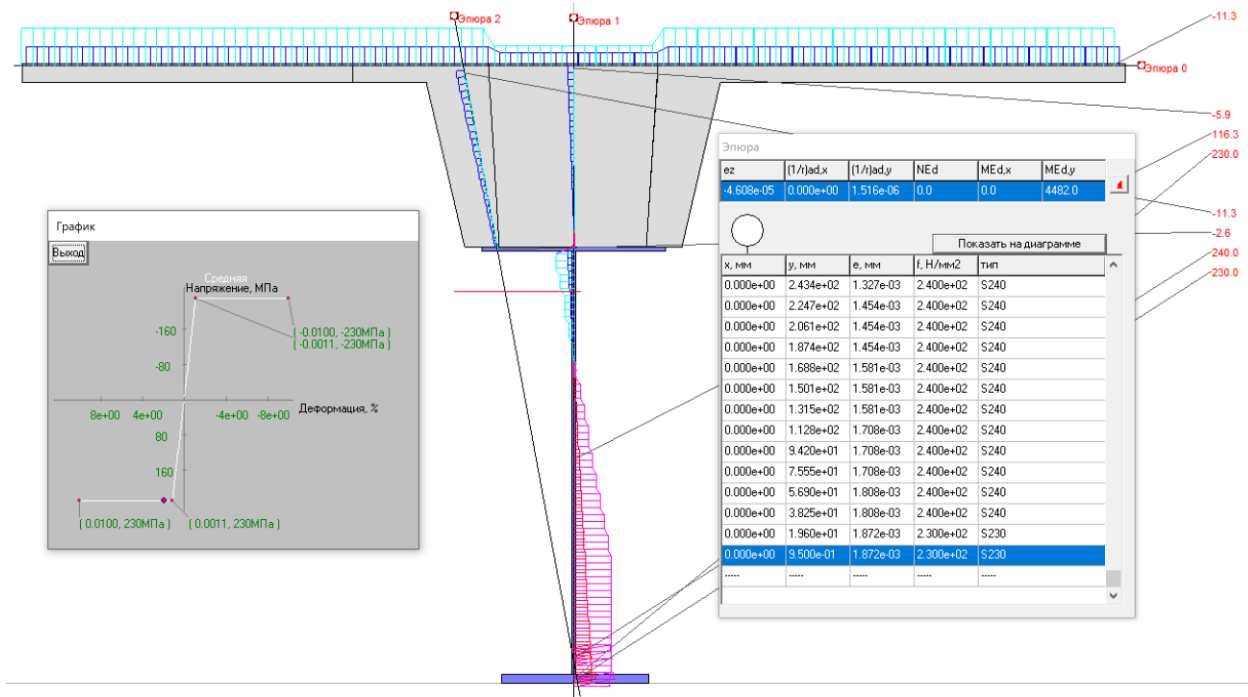 Эпюра 2
Эпюра 1
-11.3
Эпюра 0
-5.9
116.3
230.0
-11.3
-2.6
240.0
230.0
График
Выход
Средняя
Напряжение, МПа
-160
( -0.0100, -230МПа )
( -0.0011, -230МПа )
-80
8e+00 4e+00 -4e+00 -8e+00 Деформация, %
80
160
( 0.0100, 230МПа ) ( 0.0011, 230МПа )
Эпюра
ez (1/r)ad,x (1/r)ad,y NEd MEd,x MEd,y
-4.608e-05 0.000e+00 1.516e-06 0.0 0.0 4482.0
Показать на диаграмме
x, мм y, мм e, мм f, Н/мм2 тип
0.000e+00 2.434e+02 1.327e-03 2.400e+02 S240
0.000e+00 2.247e+02 1.454e-03 2.400e+02 S240
0.000e+00 2.061e+02 1.454e-03 2.400e+02 S240
0.000e+00 1.874e+02 1.454e-03 2.400e+02 S240
0.000e+00 1.688e+02 1.581e-03 2.400e+02 S240
0.000e+00 1.501e+02 1.581e-03 2.400e+02 S240
0.000e+00 1.315e+02 1.581e-03 2.400e+02 S240
0.000e+00 1.128e+02 1.708e-03 2.400e+02 S240
0.000e+00 9.420e+01 1.708e-03 2.400e+02 S240
0.000e+00 7.555e+01 1.708e-03 2.400e+02 S240
0.000e+00 5.690e+01 1.808e-03 2.400e+02 S240
0.000e+00 3.825e+01 1.808e-03 2.400e+02 S240
0.000e+00 1.960e+01 1.872e-03 2.300e+02 S230
0.000e+00 9.500e-01 1.872e-03 2.300e+02 S230
----- ----- ----- ----- -----